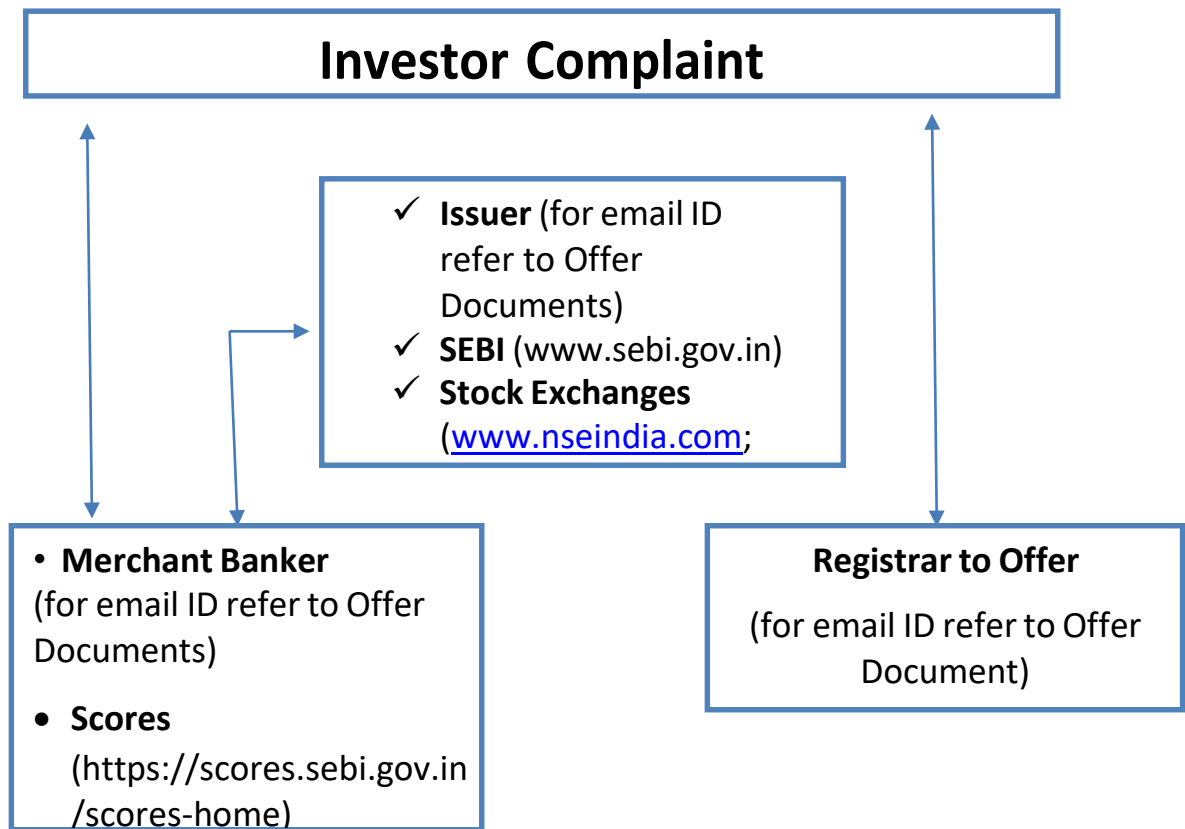 Investor Complaint
✓ Issuer (for email ID
refer to Offer
Documents)
✓ SEBI (www.sebi.gov.in)
✓ Stock Exchanges
(www.nseindia.com;
• Merchant Banker
(for email ID refer to Offer
Documents)
• Scores
(https://scores.sebi.gov.in
/scores-home)
Registrar to Offer
(for email ID refer to Offer
Document)